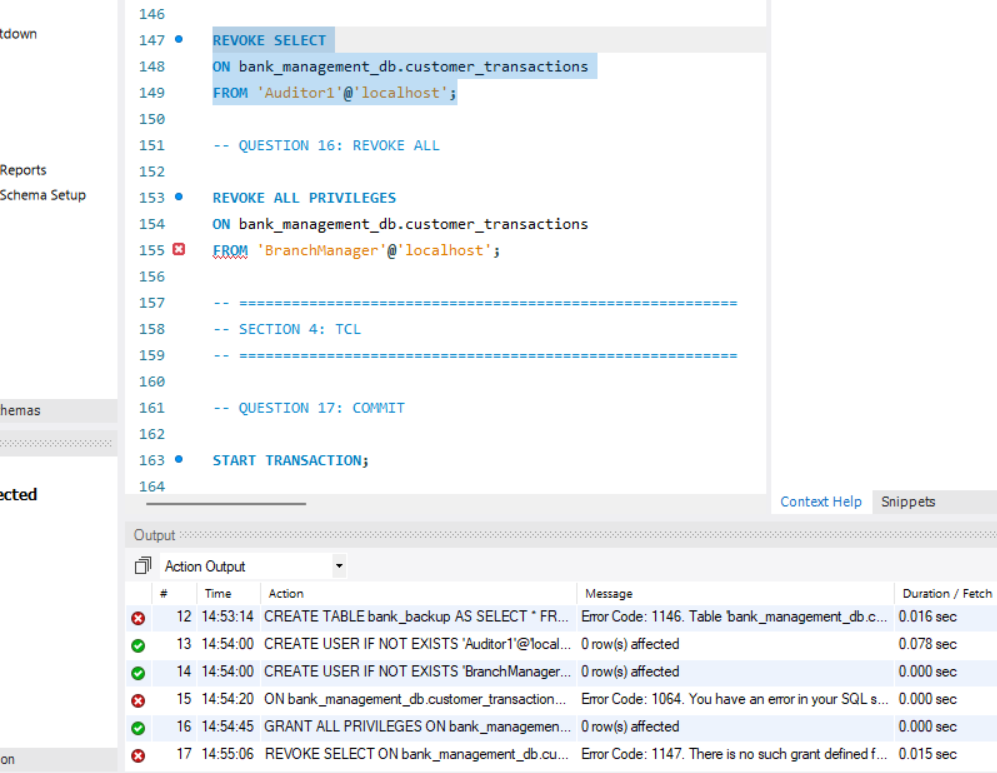 146
tdown
147 REVOKE SELECT
148 ON bank_management_db.customer_transactions
149 FROM 'Auditor1'@'localhost';
150
151 -- QUESTION 16: REVOKE ALL
152
Reports
Schema Setup
153 REVOKE ALL PRIVILEGES
154 ON bank_management_db.customer_transactions
155 FROM 'BranchManager'@'localhost';
156
157 -- =========================================================
158 -- SECTION 4: TCL
159 -- =========================================================
160
hemas
161 -- QUESTION 17: COMMIT
162
163 START TRANSACTION;
164
ected
Context Help Snippets
Output
Action Output
# Time Action Message Duration / Fetch
12 14:53:14 CREATE TABLE bank_backup AS SELECT * FR... Error Code: 1146. Table 'bank_management_db.c... 0.016 sec
13 14:54:00 CREATE USER IF NOT EXISTS 'Auditor1'@'local... 0 row(s) affected 0.078 sec
14 14:54:00 CREATE USER IF NOT EXISTS 'BranchManager... 0 row(s) affected 0.000 sec
15 14:54:20 ON bank_management_db.customer_transaction... Error Code: 1064. You have an error in your SQL s... 0.000 sec
16 14:54:45 GRANT ALL PRIVILEGES ON bank_managemen... 0 row(s) affected 0.000 sec
17 14:55:06 REVOKE SELECT ON bank_management_db.cu... Error Code: 1147. There is no such grant defined f... 0.015 sec
on